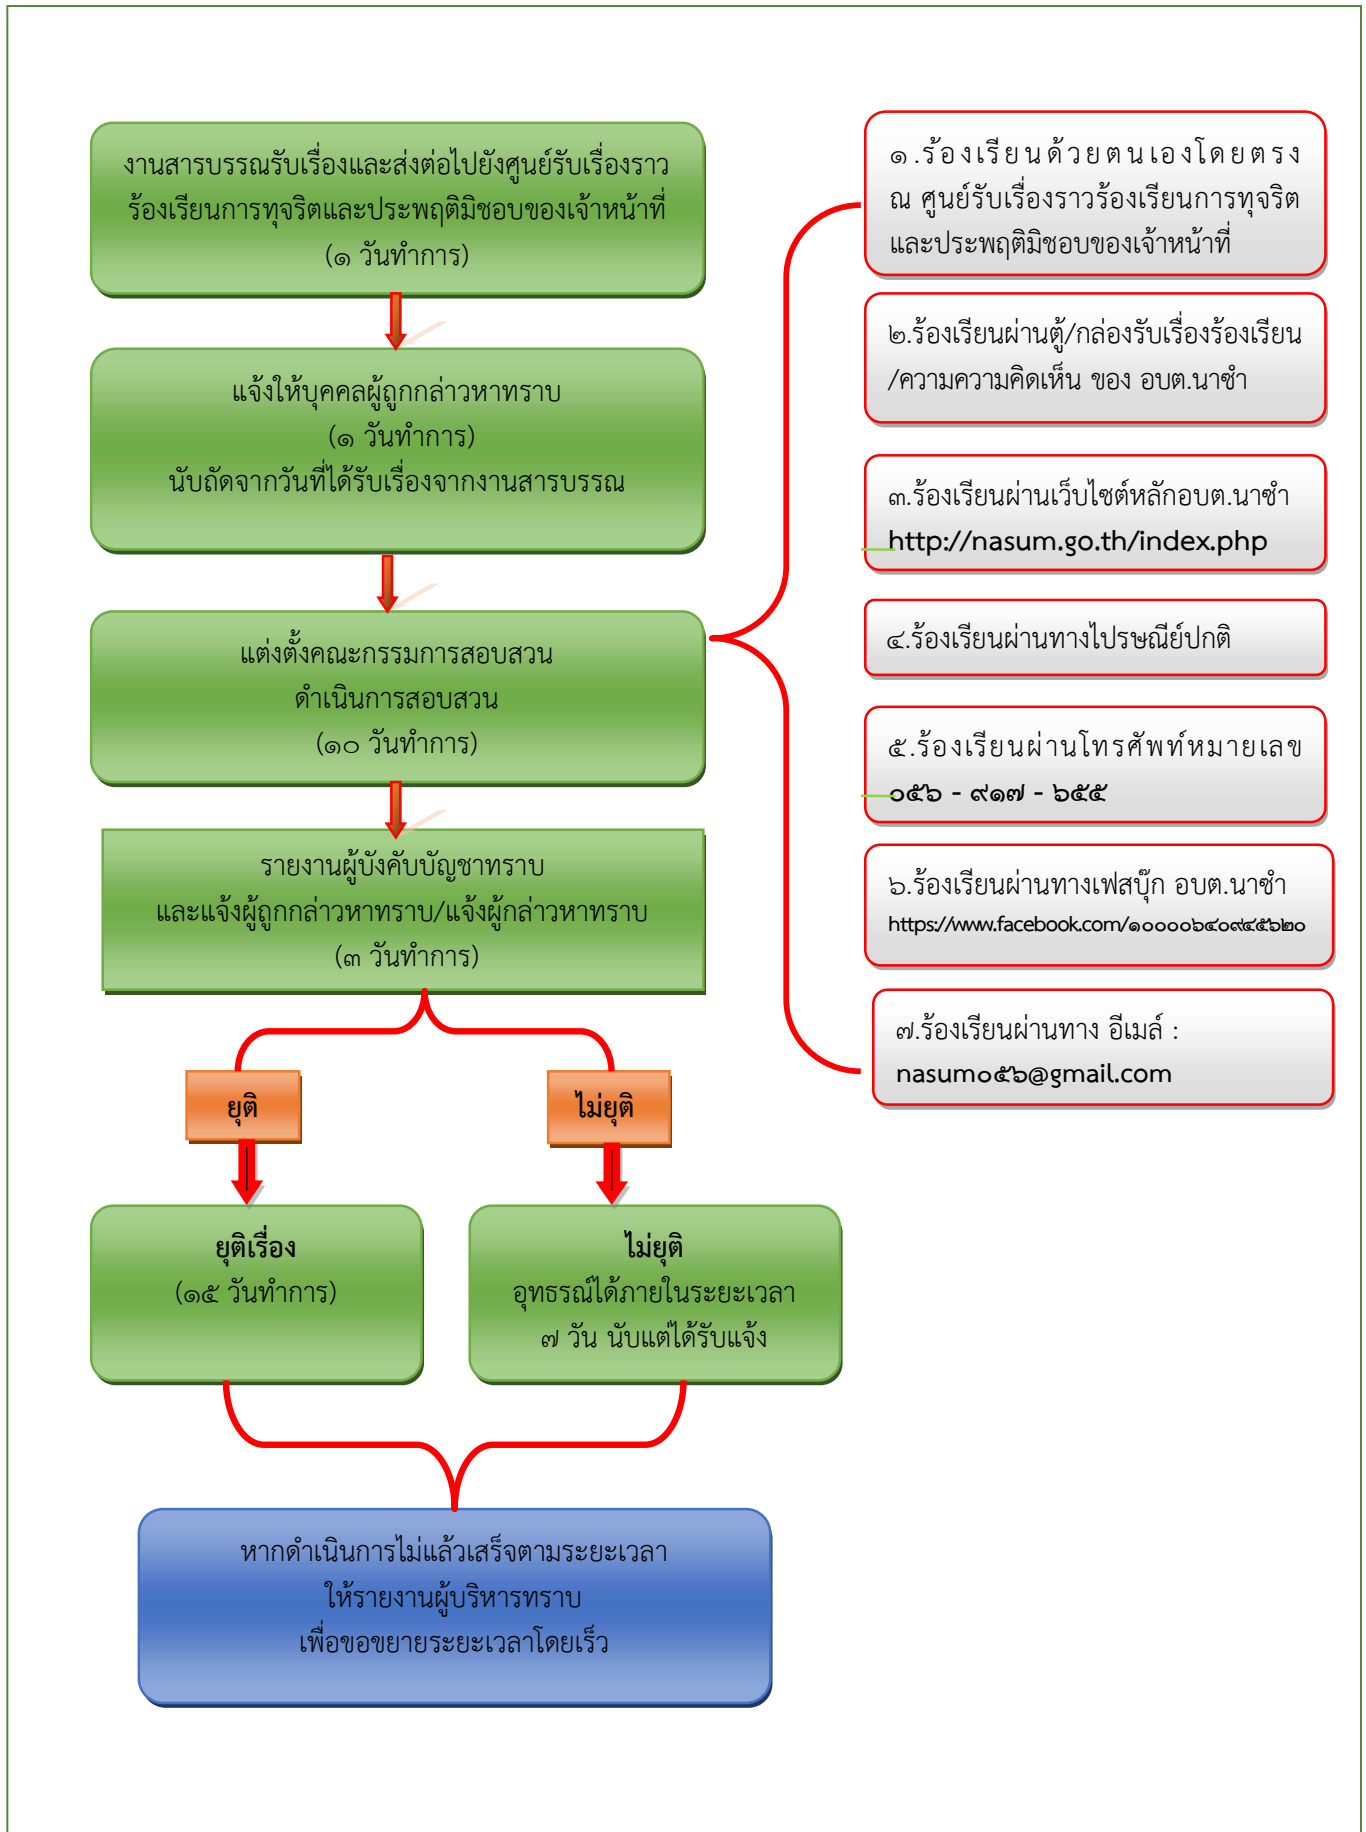 งานสารบรรณรับเรื่องและส่งต่อไปยังศูนย์รับเรื่องราว
ร้องเรียนการทุจริตและประพฤติมิชอบของเจ้าหน้าที่
(๑ วันทำการ)
แจ้งให้บุคคลผู้ถูกกล่าวหาทราบ
(๑ วันทำการ)
นับถัดจากวันที่ได้รับเรื่องจากงานสารบรรณ
แต่งตั้งคณะกรรมการสอบสวน
ดำเนินการสอบสวน
(๑๐ วันทำการ)
รายงานผู้บังคับบัญชาทราบ
และแจ้งผู้ถูกกล่าวหาทราบ/แจ้งผู้กล่าวหาทราบ
(๓ วันทำการ)
ยุติ
ไม่ยุติ
ยุติเรื่อง
(๑๕ วันทำการ)
ไม่ยุติ
อุทธรณ์ได้ภายในระยะเวลา
๗ วัน นับแต่ได้รับแจ้ง
หากดำเนินการไม่แล้วเสร็จตามระยะเวลา
ให้รายงานผู้บริหารทราบ
เพื่อขอขยายระยะเวลาโดยเร็ว
๑.ร้องเรียนด้วยตนเองโดยตรง
ณ ศูนย์รับเรื่องราวร้องเรียนการทุจริต
และประพฤติมิชอบของเจ้าหน้าที่
๒.ร้องเรียนผ่านตู้/กล่องรับเรื่องร้องเรียน
/ความความคิดเห็น ของ อบต.นาซำ
๓.ร้องเรียนผ่านเว็บไซต์หลักอบต.นาซำ
http://nasum.go.th/index.php
๔.ร้องเรียนผ่านทางไปรษณีย์ปกติ
๕.ร้องเรียนผ่านโทรศัพท์หมายเลข
๐๕๖ - ๙๑๗ - ๖๕๕
๖.ร้องเรียนผ่านทางเฟสบุ๊ก อบต.นาซำ
https://www.facebook.com/๑๐๐๐๐๖๔๐๙๔๕๖๒๐
๗.ร้องเรียนผ่านทาง อีเมล์ :
nasum๐๕๖@gmail.com